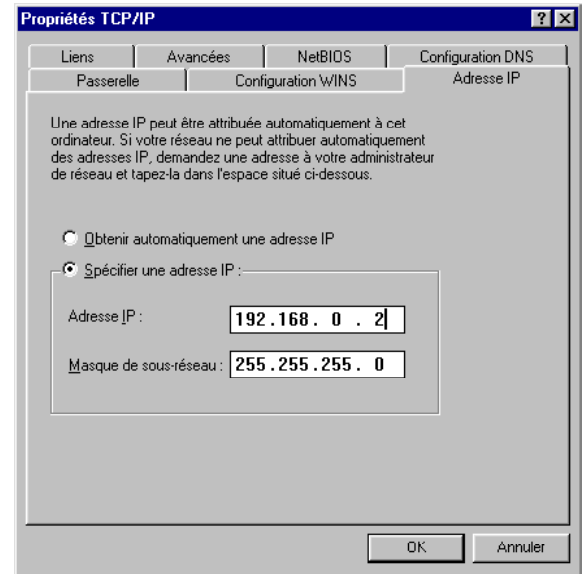 Propriétés TCP/IP
Liens Avancées NetBIOS Configuration DNS
Passerelle Configuration WINS Adresse IP
Une adresse IP peut être attribuée automatiquement à cet
ordinateur. Si votre réseau ne peut attribuer automatiquement
des adresses IP, demandez une adresse à votre administrateur
de réseau et tapez-la dans l'espace situé ci-dessous.
Obtenir automatiquement une adresse IP
Spécifier une adresse IP :
Adresse IP : 192.168. 0 . 2
Masque de sous-réseau : 255.255.255. 0
OK Annuler